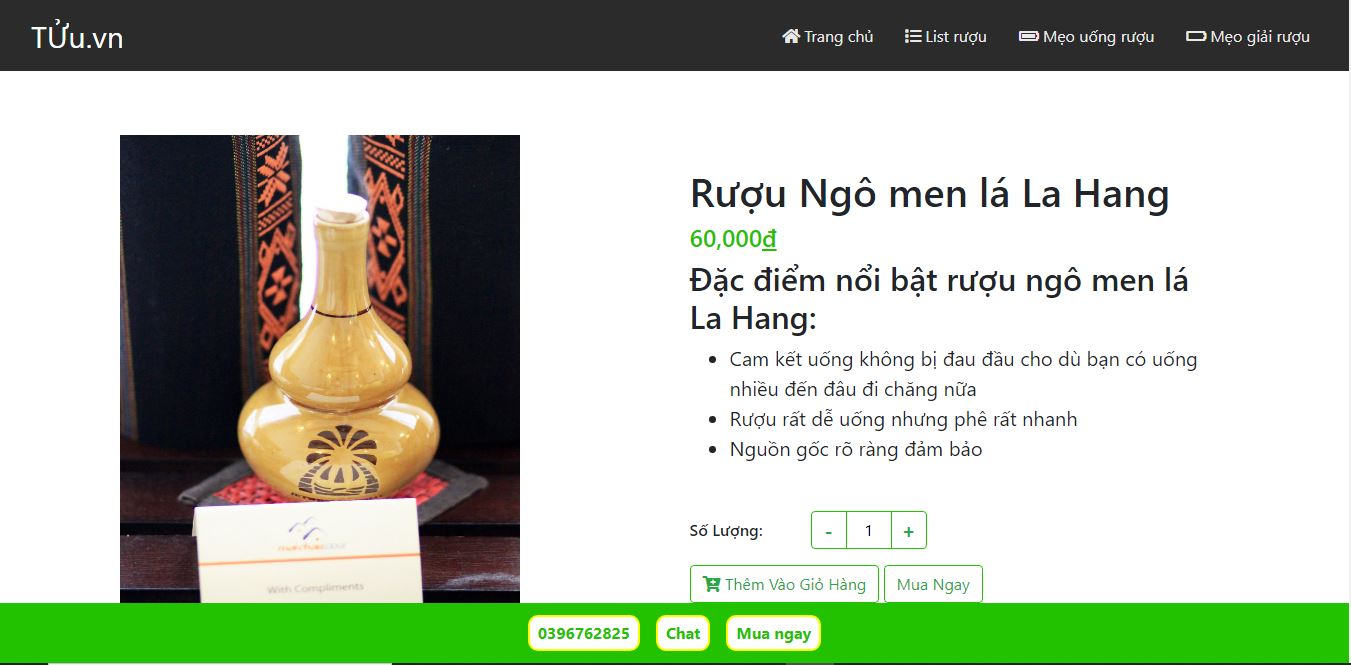 TỬu.vn
Trang chủ
List rượu
Mẹo uống rượu
Mẹo giải rượu
Rượu Ngô men lá La Hang
60,000đ
Đặc điểm nổi bật rượu ngô men lá
La Hang:
Cam kết uống không bị đau đầu cho dù bạn có uống
nhiều đến đâu đi chăng nữa
Rượu rất dễ uống nhưng phê rất nhanh
Nguồn gốc rõ ràng đảm bảo
Số Lượng:
- 1 +
Thêm Vào Giỏ Hàng
Mua Ngay
With Compliments
0396762825
Chat
Mua ngay